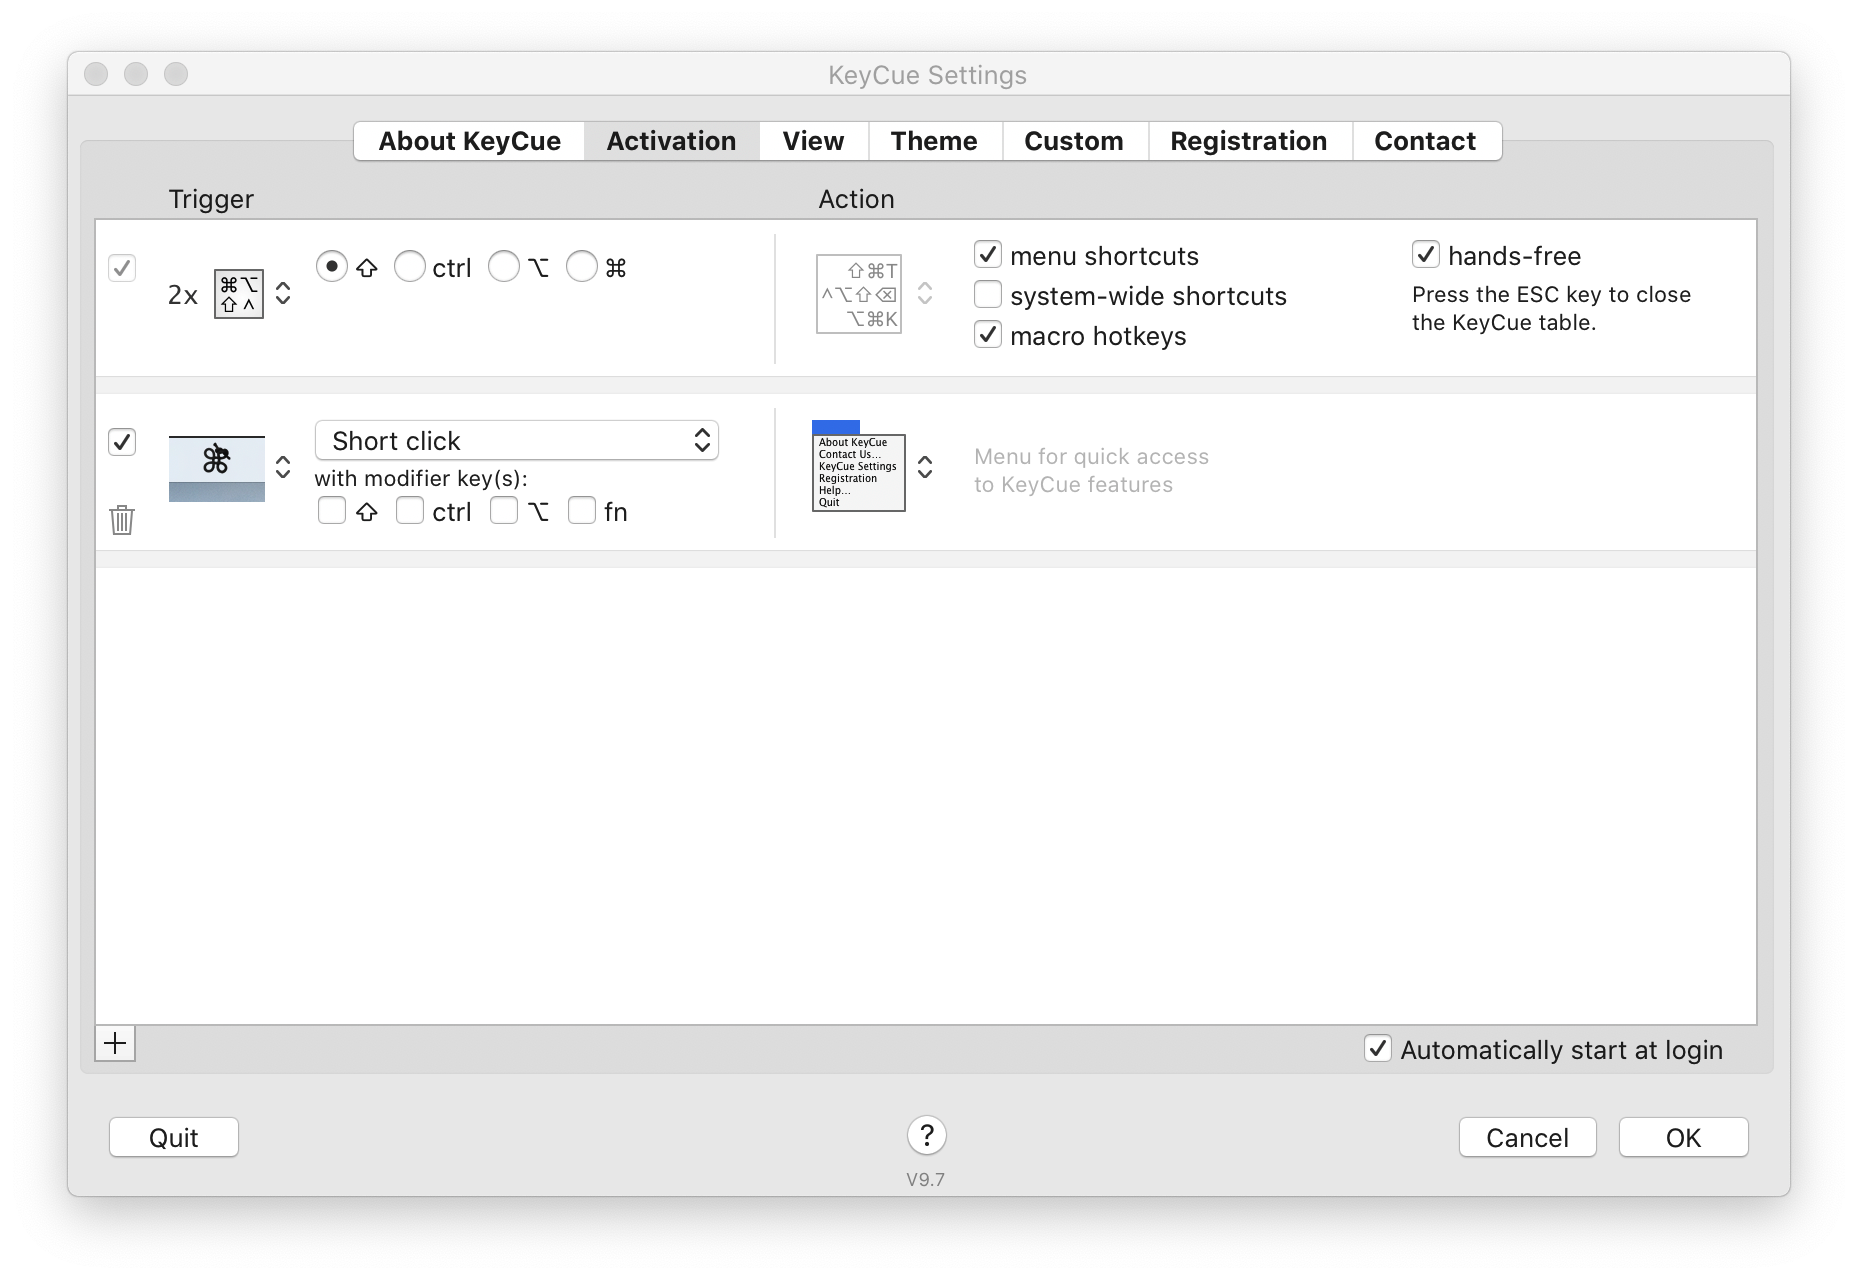 KeyCue Settings
About KeyCue Activation View Theme Custom Registration Contact
Trigger Action
2x ⌘⌥
⇧^
⇧ ctrl ⌥ ⌘
⇧⌘T
^⌥⇧⌫
⌥⌘K
menu shortcuts
system-wide shortcuts
macro hotkeys
hands-free
Press the ESC key to close
the KeyCue table.
⌘
Short click
with modifier key(s):
⇧ ctrl ⌥ fn
About KeyCue
Contact Us...
KeyCue Settings
Registration
Help...
Quit
Menu for quick access
to KeyCue features
+
Automatically start at login
Quit ? Cancel OK
V9.7